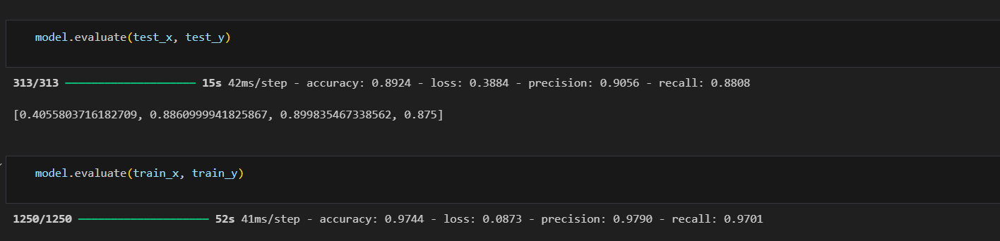 model.evaluate(test_x, test_y)
313/313 ━━━━━━━━━━━━━━━━━━━━ 15s 42ms/step - accuracy: 0.8924 - loss: 0.3884 - precision: 0.9056 - recall: 0.8808
[0.4055803716182709, 0.8860999941825867, 0.899835467338562, 0.875]
model.evaluate(train_x, train_y)
1250/1250 ━━━━━━━━━━━━━━━━━━━━ 52s 41ms/step - accuracy: 0.9744 - loss: 0.0873 - precision: 0.9790 - recall: 0.9701